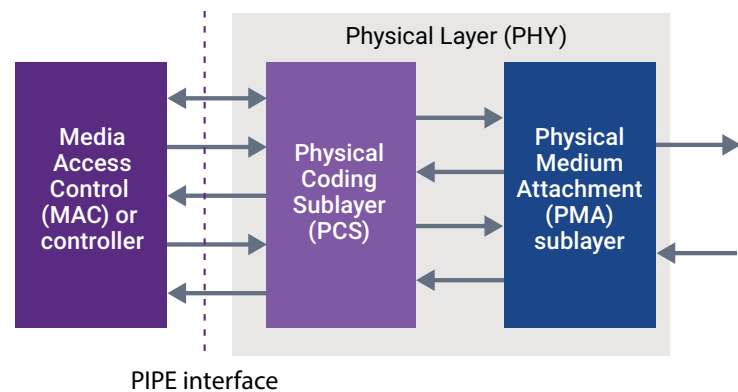 Physical Layer (PHY)
Media
Access
Control
(MAC) or
controller
Physical
Coding
Sublayer
(PCS)
Physical
Medium
Attachment
(PMA)
sublayer
PIPE interface